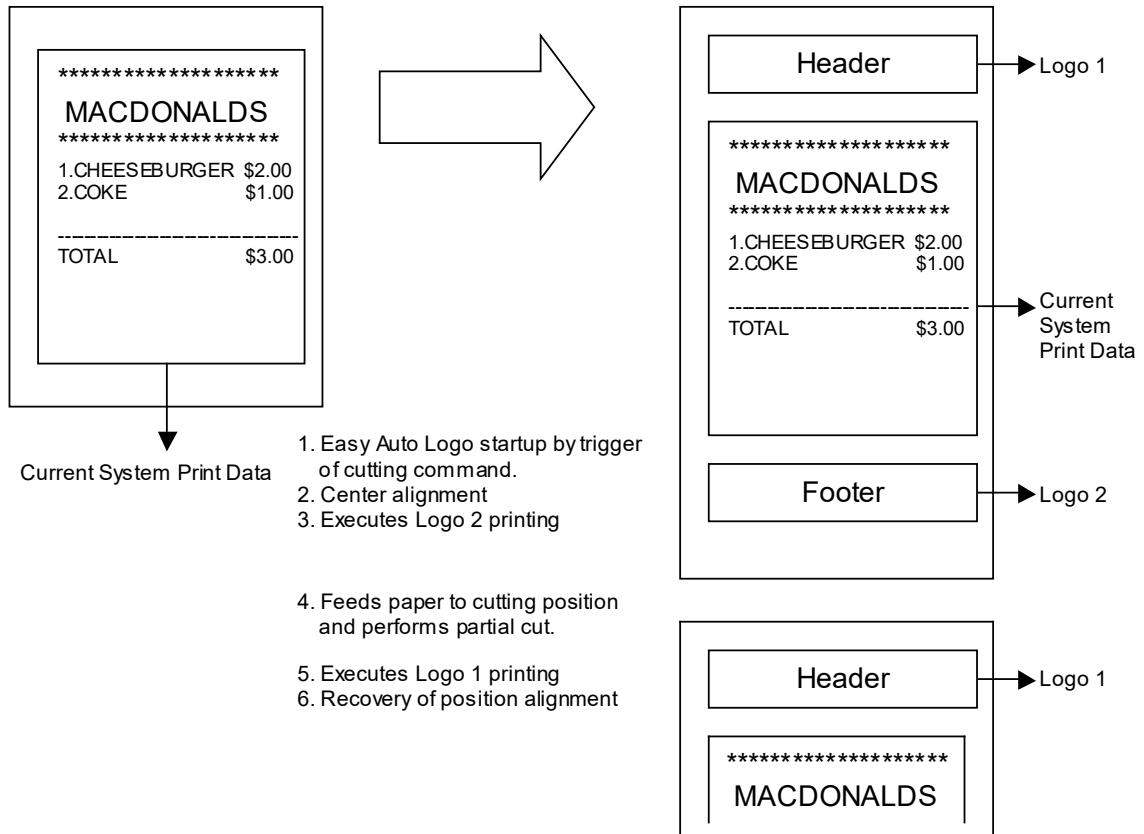 ********************
MACDONALDS
********************
1.CHEESEBURGER $2.00
2.COKE $1.00
--------------------------------
TOTAL $3.00
Current System Print Data
1. Easy Auto Logo startup by trigger
of cutting command.
2. Center alignment
3. Executes Logo 2 printing
4. Feeds paper to cutting position
and performs partial cut.
5. Executes Logo 1 printing
6. Recovery of position alignment
Header
Logo 1
********************
MACDONALDS
********************
1.CHEESEBURGER $2.00
2.COKE $1.00
--------------------------------
TOTAL $3.00
Current
System
Print Data
Footer
Logo 2
Header
Logo 1
********************
MACDONALDS